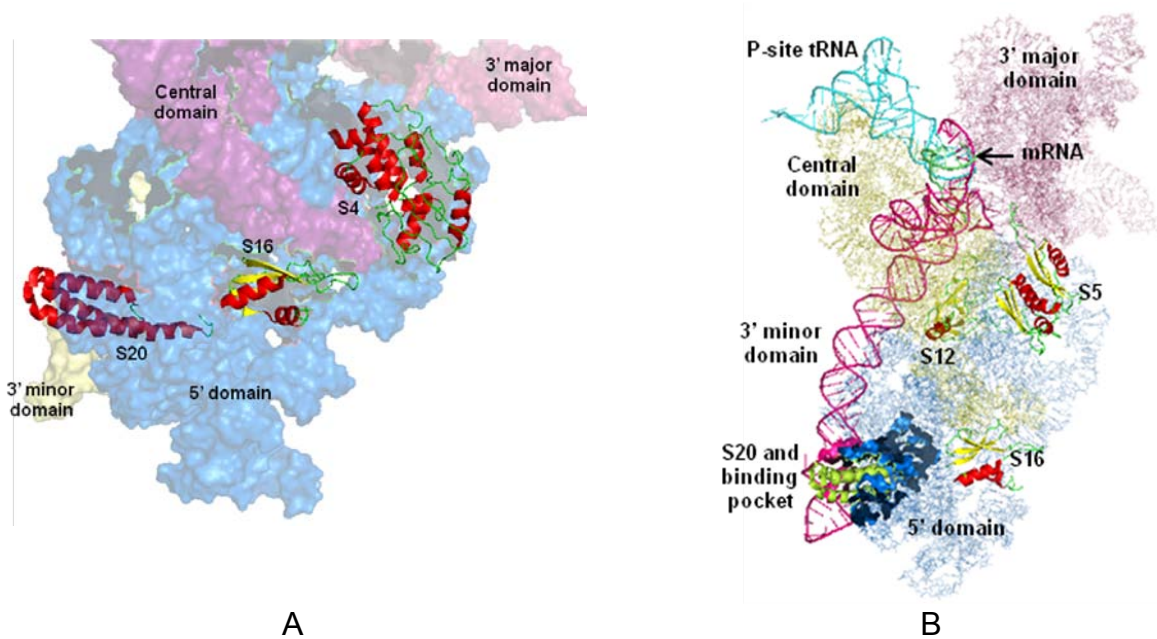 Central
domain
3' major
domain
S4
S16
S20
3' minor
domain
5' domain
A
P-site tRNA
3' major
domain
mRNA
Central
domain
S5
3' minor
domain
S12
S20 and
binding
pocket
S16
5' domain
B